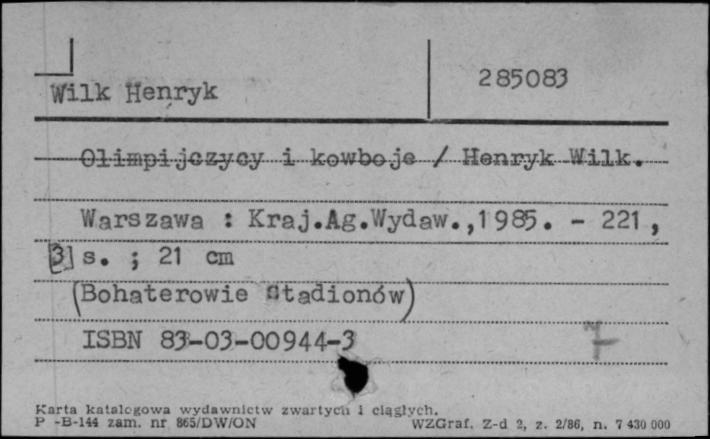 285083
Wilk Henryk
Olimpijczycy i kowboje / Henryk Wilk.
Warszawa : Kraj.Ag.Wydaw.,1985. - 221,
[3] s. ; 21 cm
(Bohaterowie Stadionów)
ISBN 83-03-00944-3
7
Karta katalogowa wydawnictw zwartych i ciągłych.
P -B-144 zam. nr 865/DW/ON WZGraf. Z-d 2, z. 2/86, n. 7 430 000